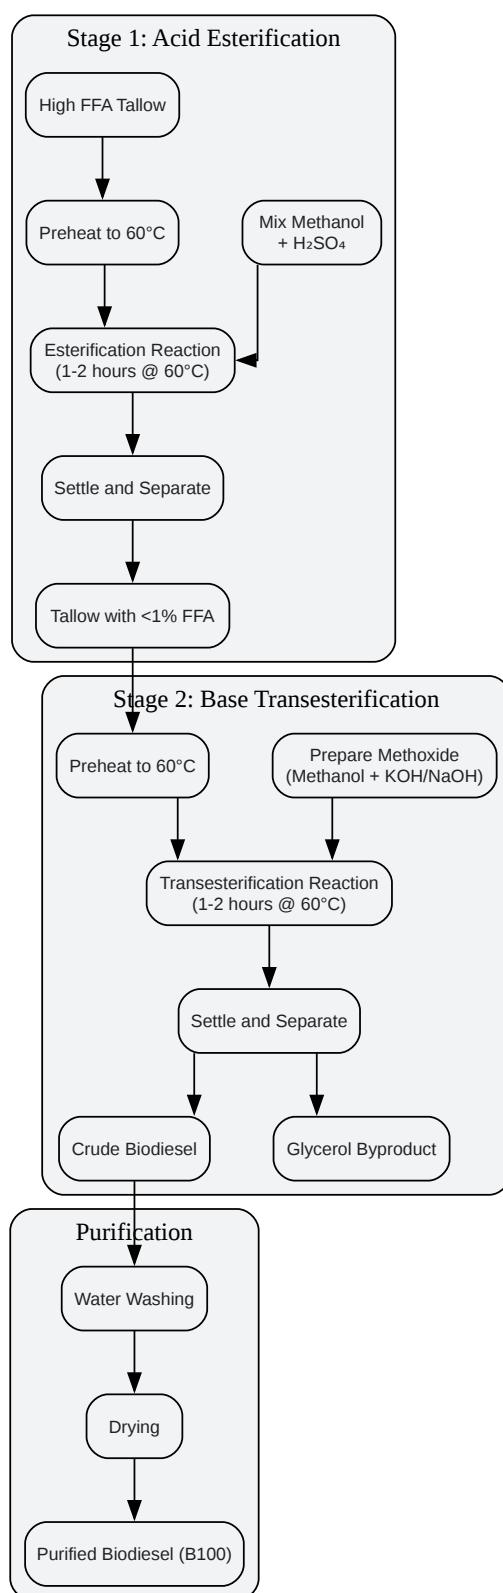 Stage 1: Acid Esterification
High FFA Tallow
Preheat to 60°C
Mix Methanol
+ H₂SO₄
Esterification Reaction
(1-2 hours @ 60°C)
Settle and Separate
Tallow with <1% FFA
Stage 2: Base Transesterification
Preheat to 60°C
Prepare Methoxide
(Methanol + KOH/NaOH)
Transesterification Reaction
(1-2 hours @ 60°C)
Settle and Separate
Crude Biodiesel
Glycerol Byproduct
Purification
Water Washing
Drying
Purified Biodiesel (B100)